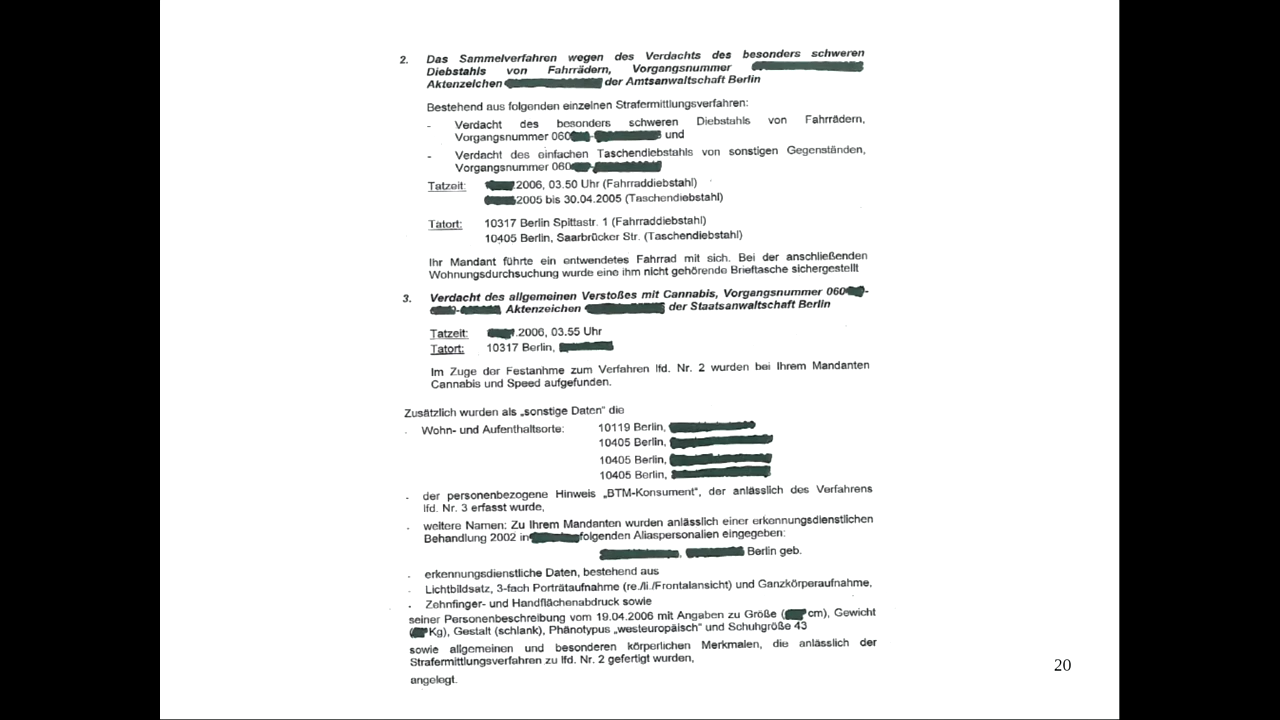 2. Das Sammelverfahren wegen des Verdachts des besonders schweren
Diebstahls von Fahrrädern, Vorgangsnummer
Aktenzeichen der Amtsanwaltschaft Berlin
Bestehend aus folgenden einzelnen Strafermittlungsverfahren:
- Verdacht des besonders schweren Diebstahls von Fahrrädern,
Vorgangsnummer 060 - und
- Verdacht des einfachen Taschendiebstahls von sonstigen Gegenständen,
Vorgangsnummer 060 -
Tatzeit: .2006, 03.50 Uhr (Fahrraddiebstahl)
2005 bis 30.04.2005 (Taschendiebstahl)
Tatort: 10317 Berlin Spittastr. 1 (Fahrraddiebstahl)
10405 Berlin, Saarbrücker Str. (Taschendiebstahl)
Ihr Mandant führte ein entwendetes Fahrrad mit sich. Bei der anschließenden
Wohnungsdurchsuchung wurde eine ihm nicht gehörende Brieftasche sichergestellt
3. Verdacht des allgemeinen Verstoßes mit Cannabis, Vorgangsnummer 060 -
- , Aktenzeichen der Staatsanwaltschaft Berlin
Tatzeit: .2006, 03.55 Uhr
Tatort: 10317 Berlin,
Im Zuge der Festanhme zum Verfahren lfd. Nr. 2 wurden bei Ihrem Mandanten
Cannabis und Speed aufgefunden.
Zusätzlich wurden als „sonstige Daten“ die
- Wohn- und Aufenthaltsorte: 10119 Berlin,
10405 Berlin,
10405 Berlin,
10405 Berlin,
- der personenbezogene Hinweis „BTM-Konsument“, der anlässlich des Verfahrens
lfd. Nr. 3 erfasst wurde,
- weitere Namen: Zu Ihrem Mandanten wurden anlässlich einer erkennungsdienstlichen
Behandlung 2002 in folgenden Aliaspersonalien eingegeben:
, Berlin geb.
- erkennungsdienstliche Daten, bestehend aus
- Lichtbildsatz, 3-fach Porträtaufnahme (re./li./Frontalansicht) und Ganzkörperaufnahme,
- Zehnfinger- und Handflächenabdruck sowie
seiner Personenbeschreibung vom 19.04.2006 mit Angaben zu Größe ( cm), Gewicht
( Kg), Gestalt (schlank), Phänotypus „westeuropäisch“ und Schuhgröße 43
sowie allgemeinen und besonderen körperlichen Merkmalen, die anlässlich der
Strafermittlungsverfahren zu lfd. Nr. 2 gefertigt wurden,
angelegt.
20